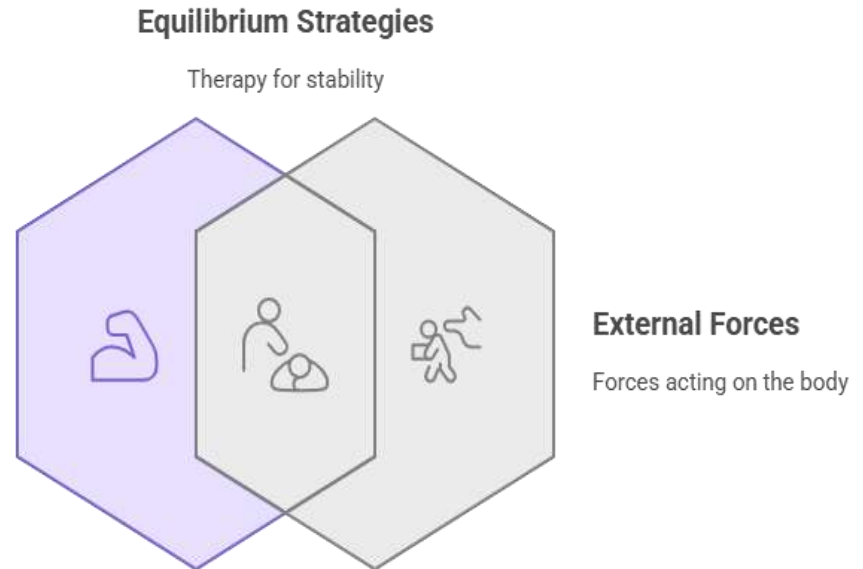 Equilibrium Strategies
Therapy for stability
External Forces
Forces acting on the body